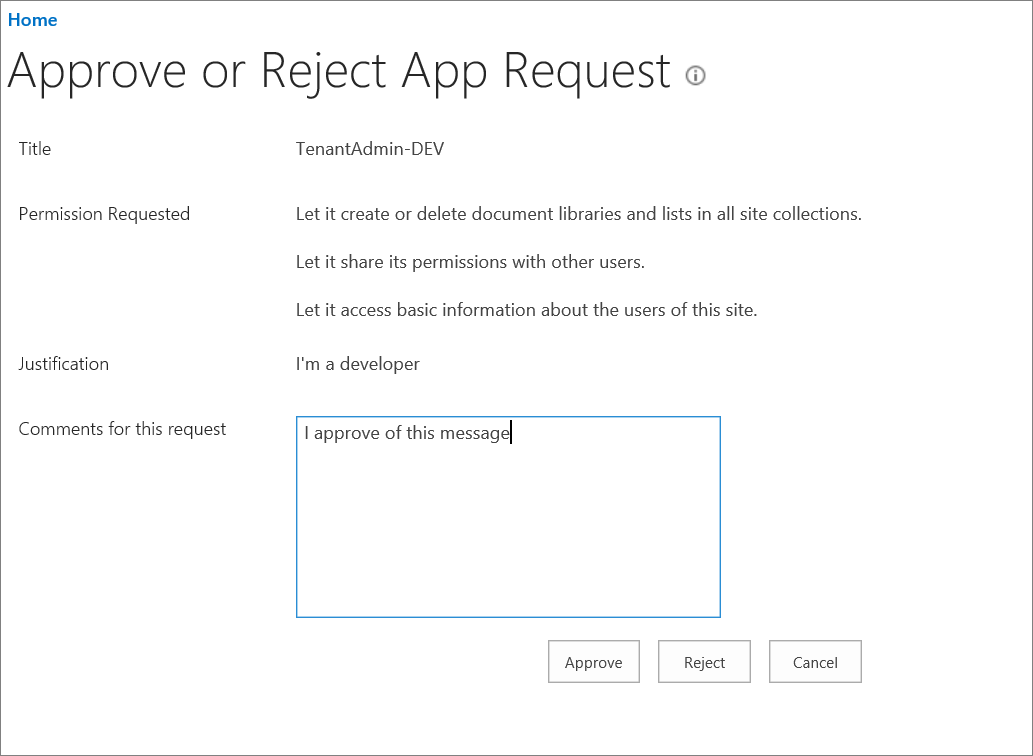 Home
Approve or Reject App Request
Title TenantAdmin-DEV
Permission Requested Let it create or delete document libraries and lists in all site collections.
Let it share its permissions with other users.
Let it access basic information about the users of this site.
Justification I'm a developer
Comments for this request I approve of this message
Approve Reject Cancel